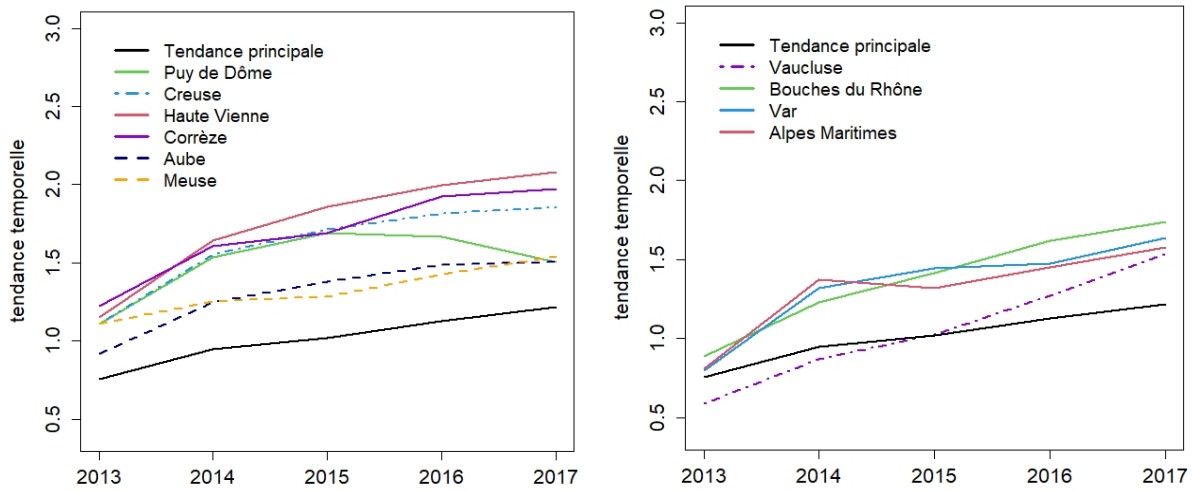 tendance temporelle
3.0
2.5
2.0
1.5
1.0
0.5
Tendance principale
Puy de Dôme
Creuse
Haute Vienne
Corrèze
Aube
Meuse
2013 2014 2015 2016 2017
tendance temporelle
3.0
2.5
2.0
1.5
1.0
0.5
Tendance principale
Vaucluse
Bouches du Rhône
Var
Alpes Maritimes
2013 2014 2015 2016 2017